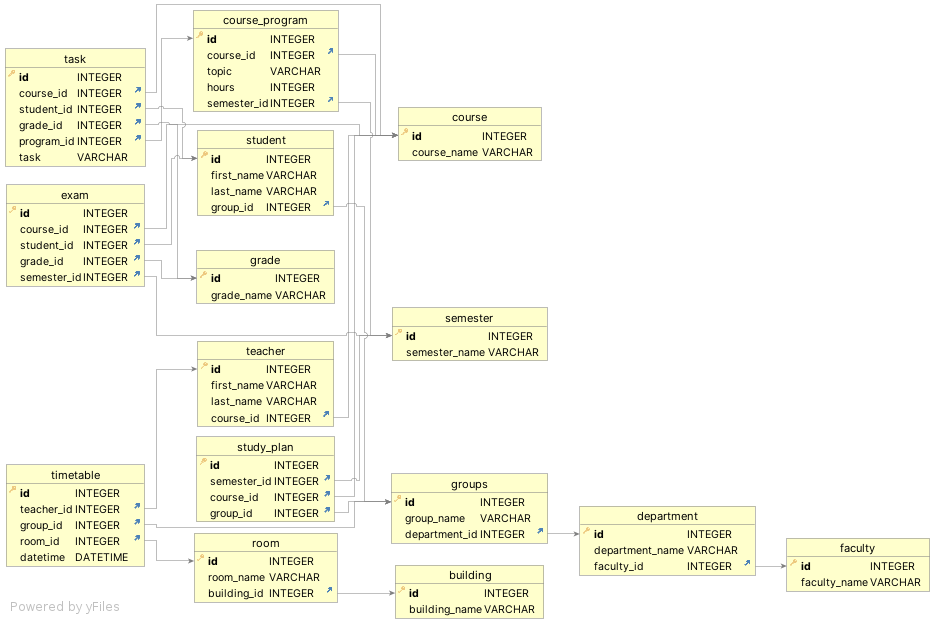 task
id INTEGER
course_id INTEGER
student_id INTEGER
grade_id INTEGER
program_id INTEGER
task VARCHAR
exam
id INTEGER
course_id INTEGER
student_id INTEGER
grade_id INTEGER
semester_id INTEGER
timetable
id INTEGER
teacher_id INTEGER
group_id INTEGER
room_id INTEGER
datetime DATETIME
course_program
id INTEGER
course_id INTEGER
topic VARCHAR
hours INTEGER
semester_id INTEGER
student
id INTEGER
first_name VARCHAR
last_name VARCHAR
group_id INTEGER
grade
id INTEGER
grade_name VARCHAR
teacher
id INTEGER
first_name VARCHAR
last_name VARCHAR
course_id INTEGER
study_plan
id INTEGER
semester_id INTEGER
course_id INTEGER
group_id INTEGER
room
id INTEGER
room_name VARCHAR
building_id INTEGER
course
id INTEGER
course_name VARCHAR
semester
id INTEGER
semester_name VARCHAR
groups
id INTEGER
group_name VARCHAR
department_id INTEGER
building
id INTEGER
building_name VARCHAR
department
id INTEGER
department_name VARCHAR
faculty_id INTEGER
faculty
id INTEGER
faculty_name VARCHAR
Powered by yFiles